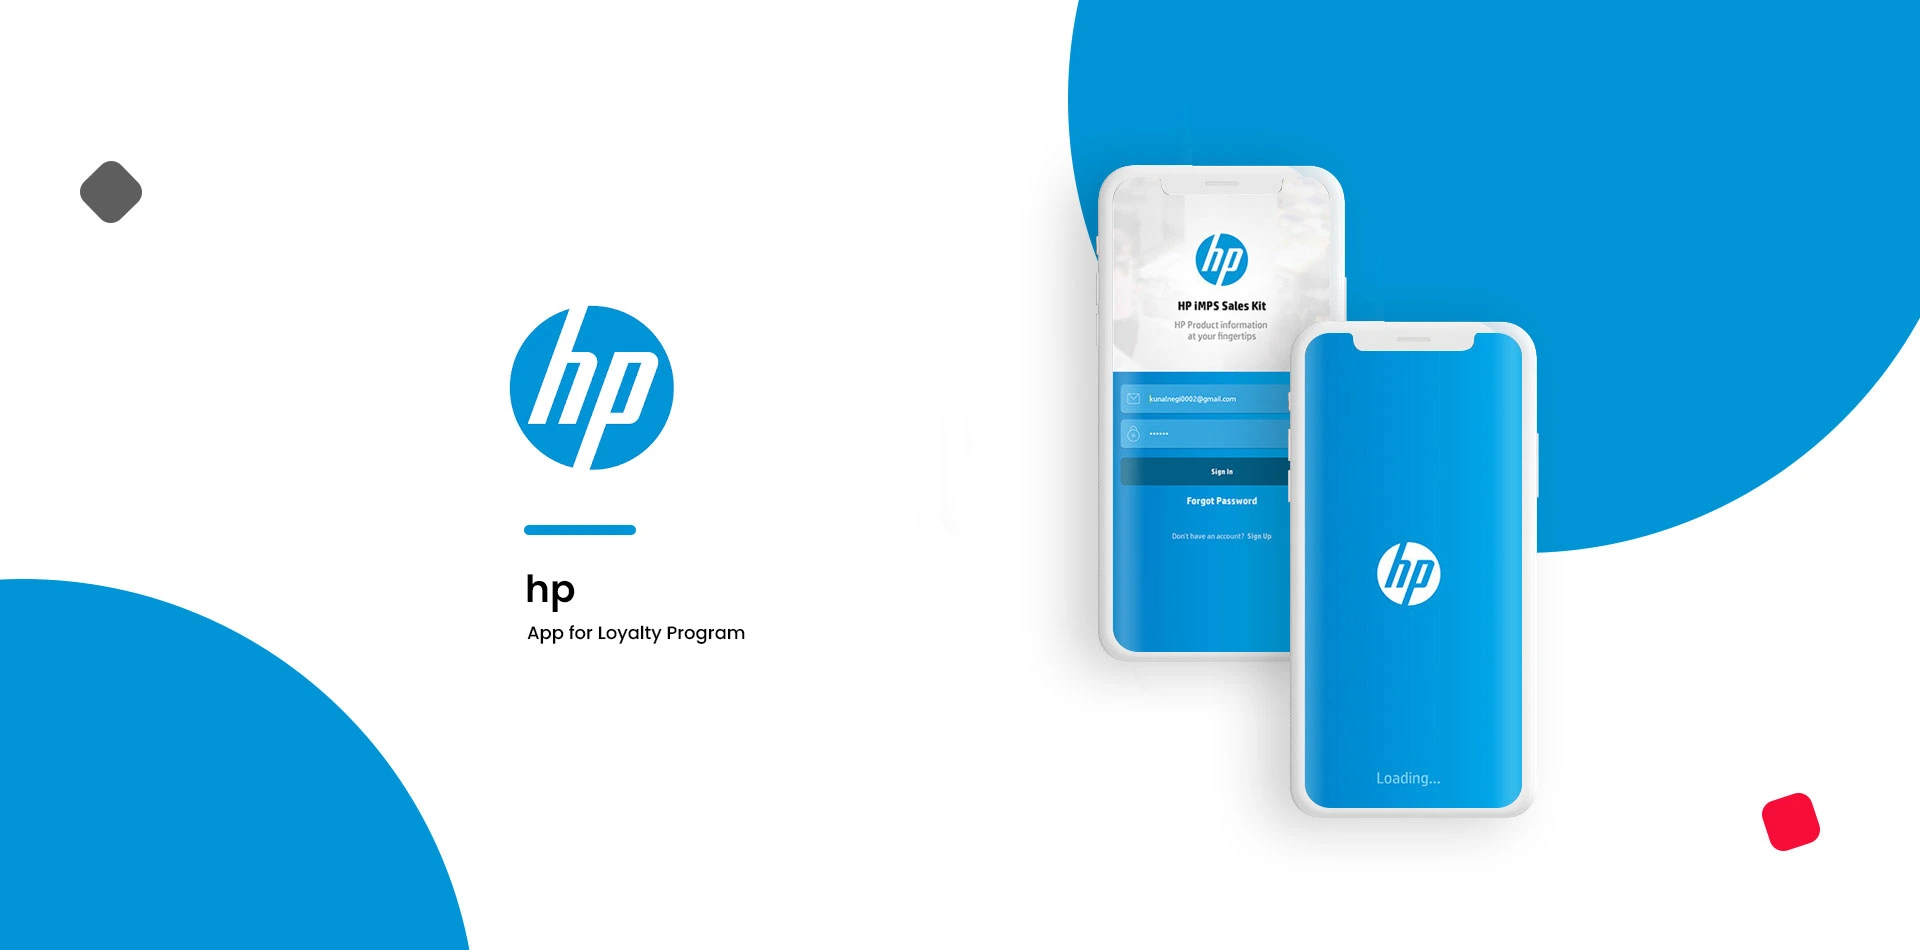 hp
hp
App for Loyalty Program
hp
HP iMPS Sales Kit
HP Product information
at your fingertips
kunalnegi0002@gmail.com
••••••
Sign In
Forgot Password
Don't have an account? Sign Up
hp
Loading...